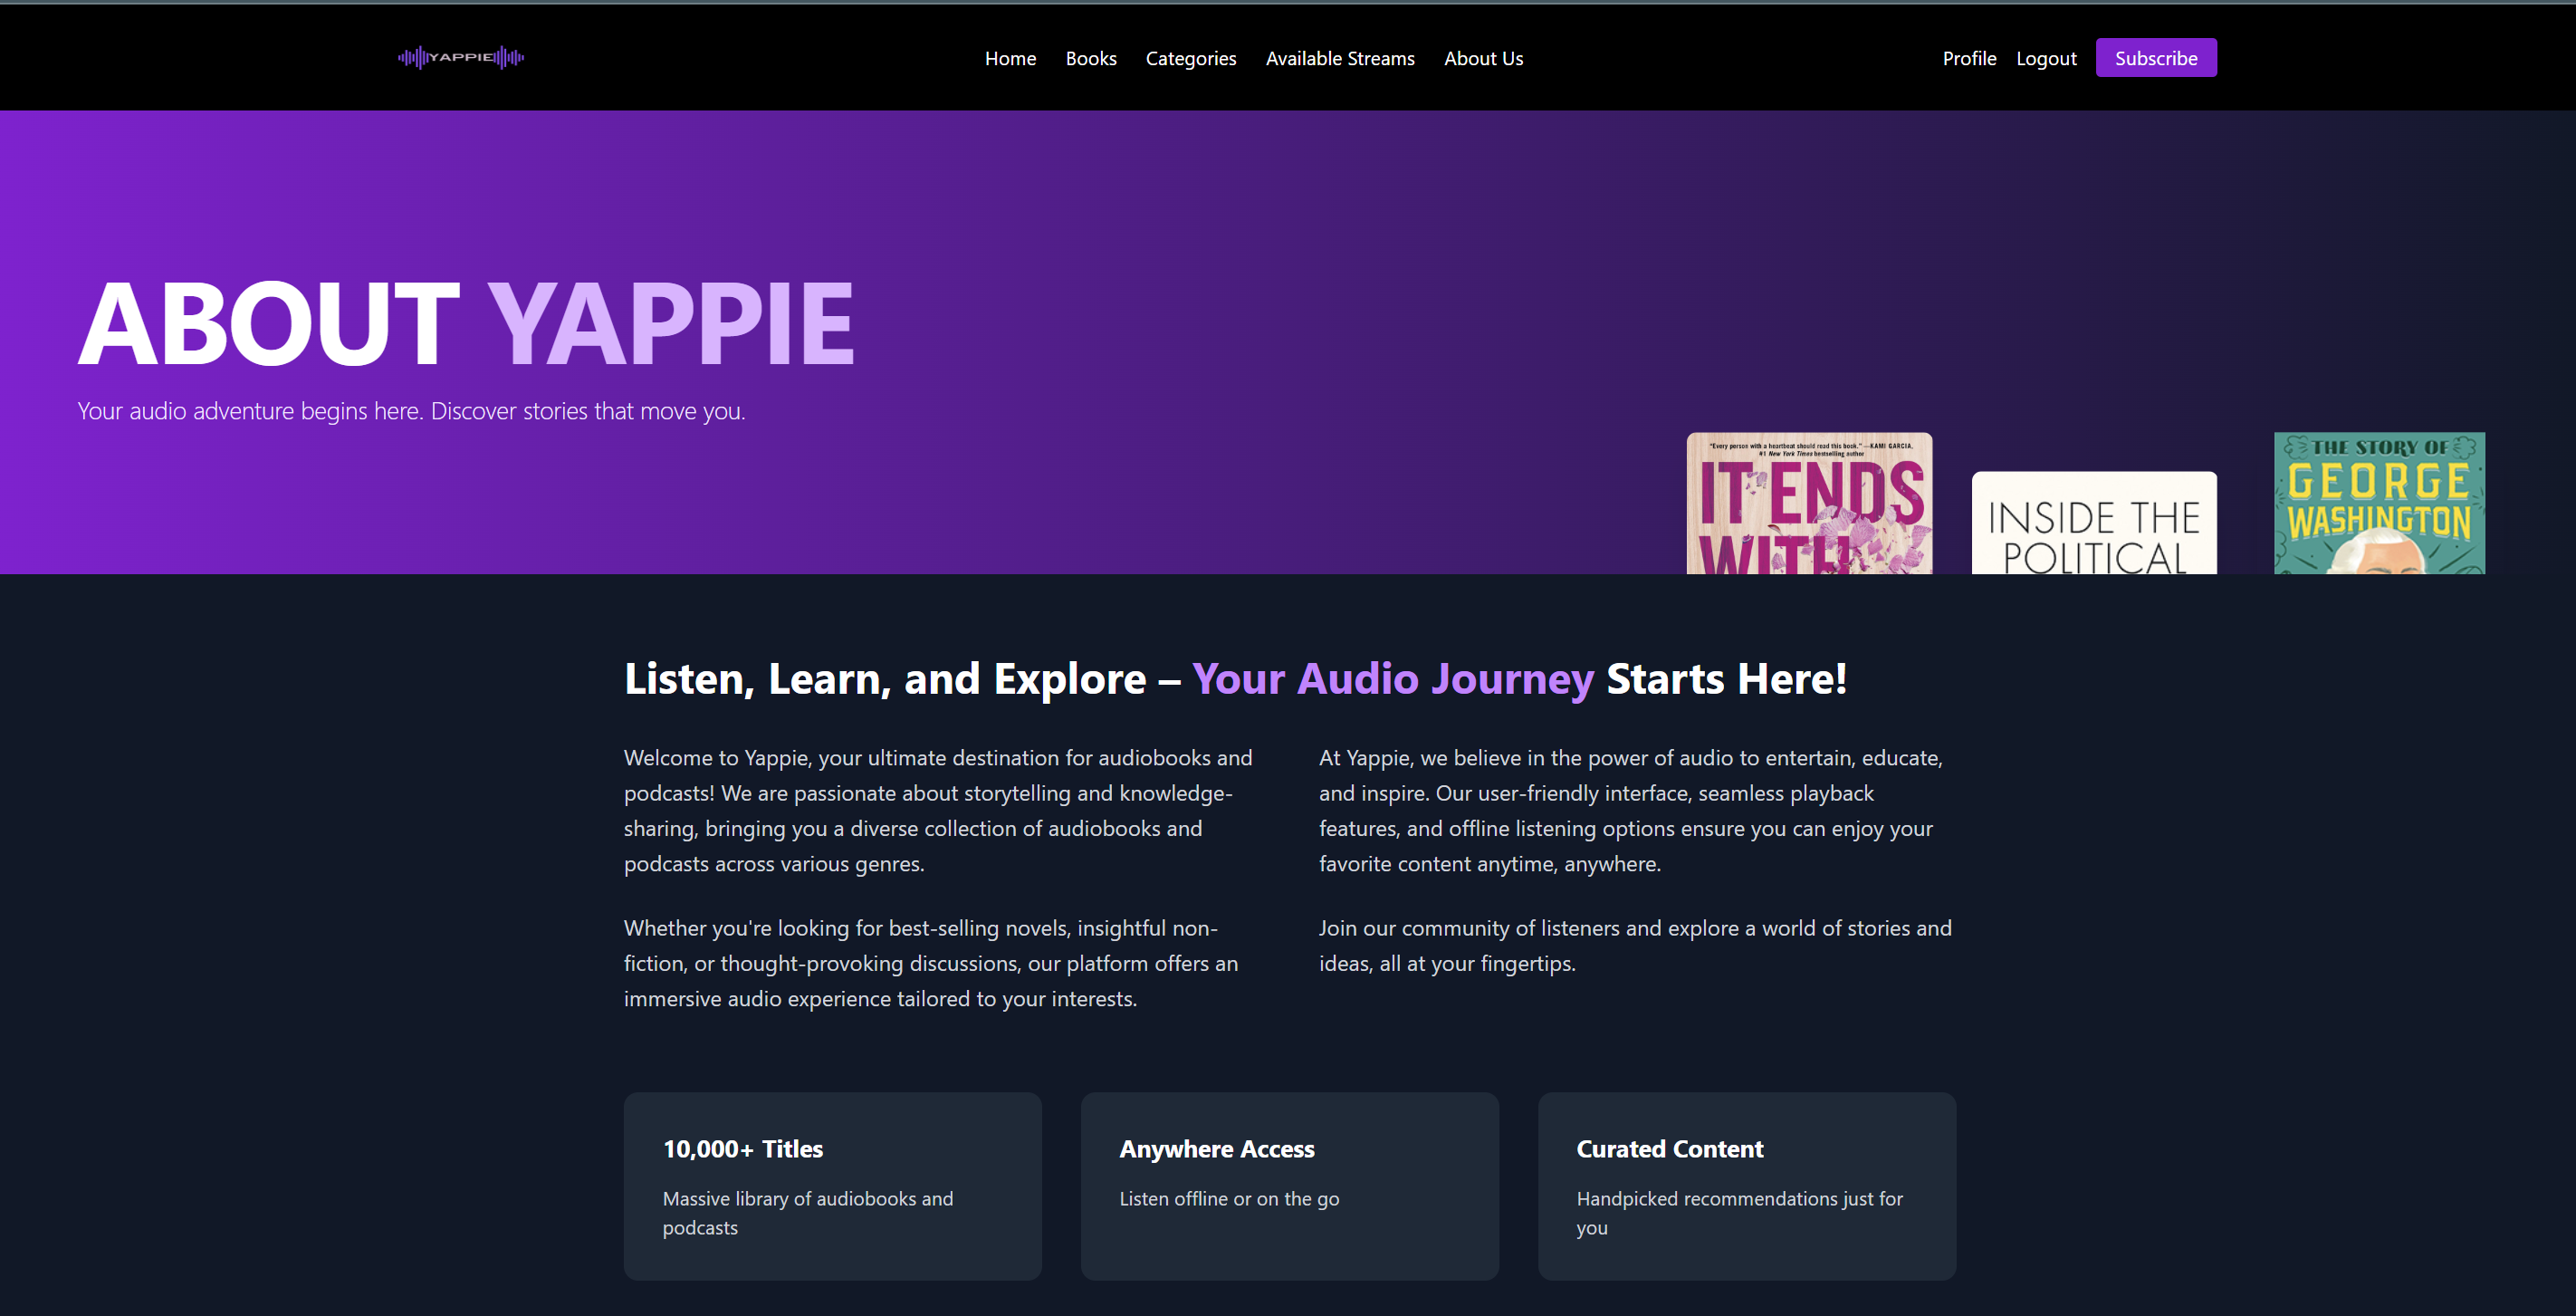 YAPPIE
Home Books Categories Available Streams About Us
Profile Logout Subscribe
ABOUT YAPPIE
Your audio adventure begins here. Discover stories that move you.
"Every person with a heartbeat should read this book." —KAMI GARCIA,
#1 New York Times bestselling author
IT ENDS
WITH
INSIDE THE
POLITICAL
THE STORY OF
GEORGE
WASHINGTON
Listen, Learn, and Explore – Your Audio Journey Starts Here!
Welcome to Yappie, your ultimate destination for audiobooks and
podcasts! We are passionate about storytelling and knowledge-
sharing, bringing you a diverse collection of audiobooks and
podcasts across various genres.
Whether you're looking for best-selling novels, insightful non-
fiction, or thought-provoking discussions, our platform offers an
immersive audio experience tailored to your interests.
At Yappie, we believe in the power of audio to entertain, educate,
and inspire. Our user-friendly interface, seamless playback
features, and offline listening options ensure you can enjoy your
favorite content anytime, anywhere.
Join our community of listeners and explore a world of stories and
ideas, all at your fingertips.
10,000+ Titles
Massive library of audiobooks and
podcasts
Anywhere Access
Listen offline or on the go
Curated Content
Handpicked recommendations just for
you